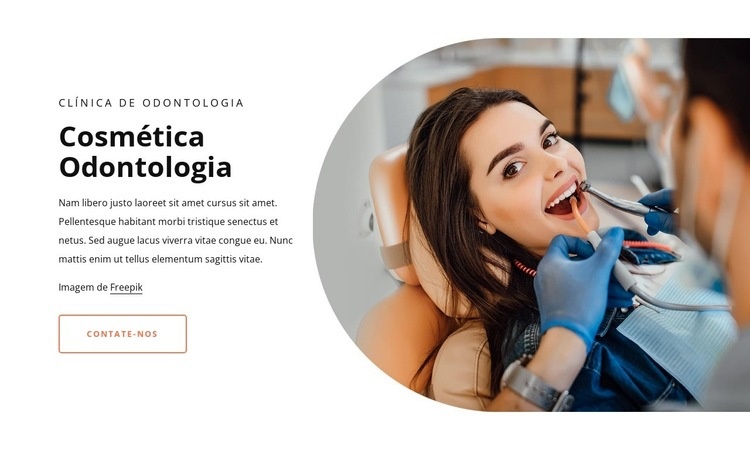 CLÍNICA DE ODONTOLOGIA
Cosmética
Odontologia
Nam libero justo laoreet sit amet cursus sit amet.
Pellentesque habitant morbi tristique senectus et
netus. Sed augue lacus viverra vitae congue eu. Nunc
mattis enim ut tellus elementum sagittis vitae.
Imagem de Freepik
CONTATE-NOS